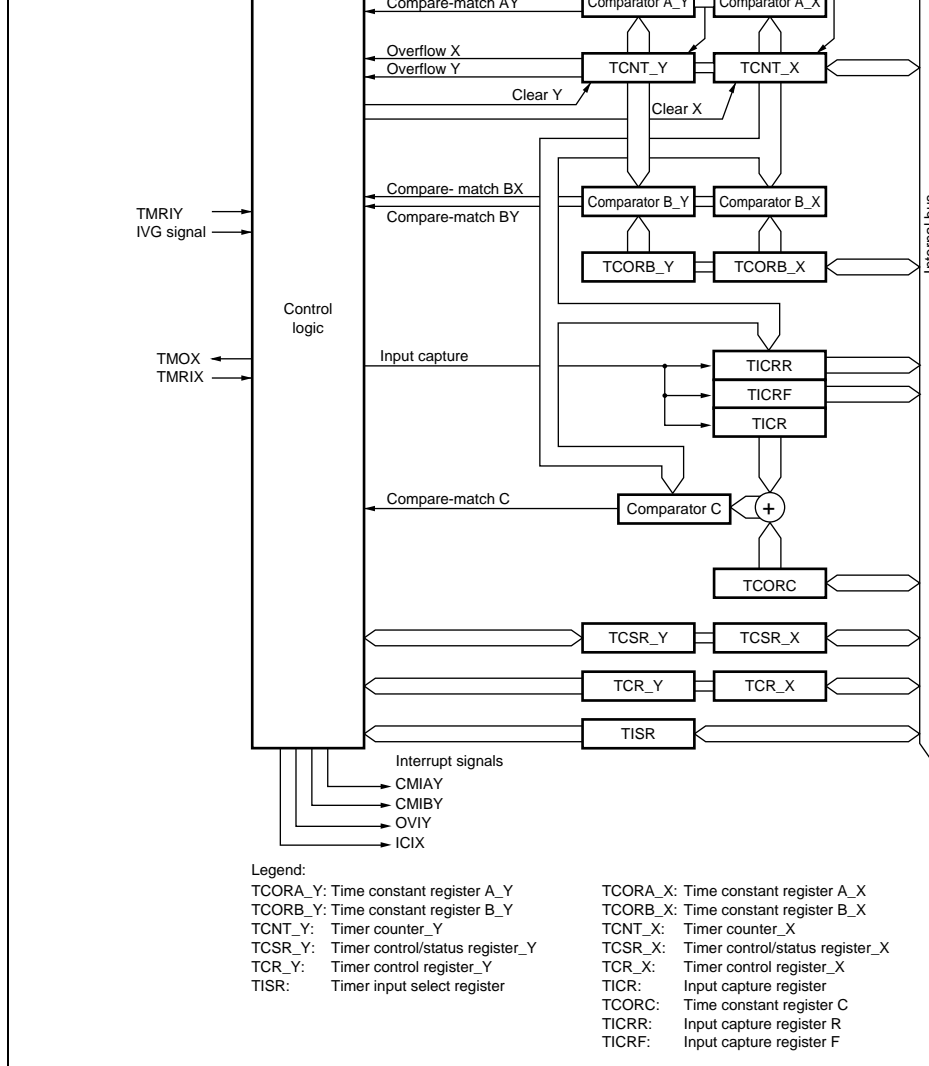 Compare-match AY
Comparator A_Y
Comparator A_X
Overflow X
Overflow Y
TCNT_Y
TCNT_X
Clear Y
Clear X
Compare- match BX
Compare-match BY
Comparator B_Y
Comparator B_X
TMRIY
IVG signal
TCORB_Y
TCORB_X
Internal bus
Control
logic
TMOX
TMRIX
Input capture
TICRR
TICRF
TICR
Compare-match C
Comparator C
+
TCORC
TCSR_Y
TCSR_X
TCR_Y
TCR_X
TISR
Interrupt signals
CMIAY
CMIBY
OVIY
ICIX
Legend:
TCORA_Y: Time constant register A_Y
TCORB_Y: Time constant register B_Y
TCNT_Y: Timer counter_Y
TCSR_Y: Timer control/status register_Y
TCR_Y: Timer control register_Y
TISR: Timer input select register
TCORA_X: Time constant register A_X
TCORB_X: Time constant register B_X
TCNT_X: Timer counter_X
TCSR_X: Timer control/status register_X
TCR_X: Timer control register_X
TICR: Input capture register
TCORC: Time constant register C
TICRR: Input capture register R
TICRF: Input capture register F